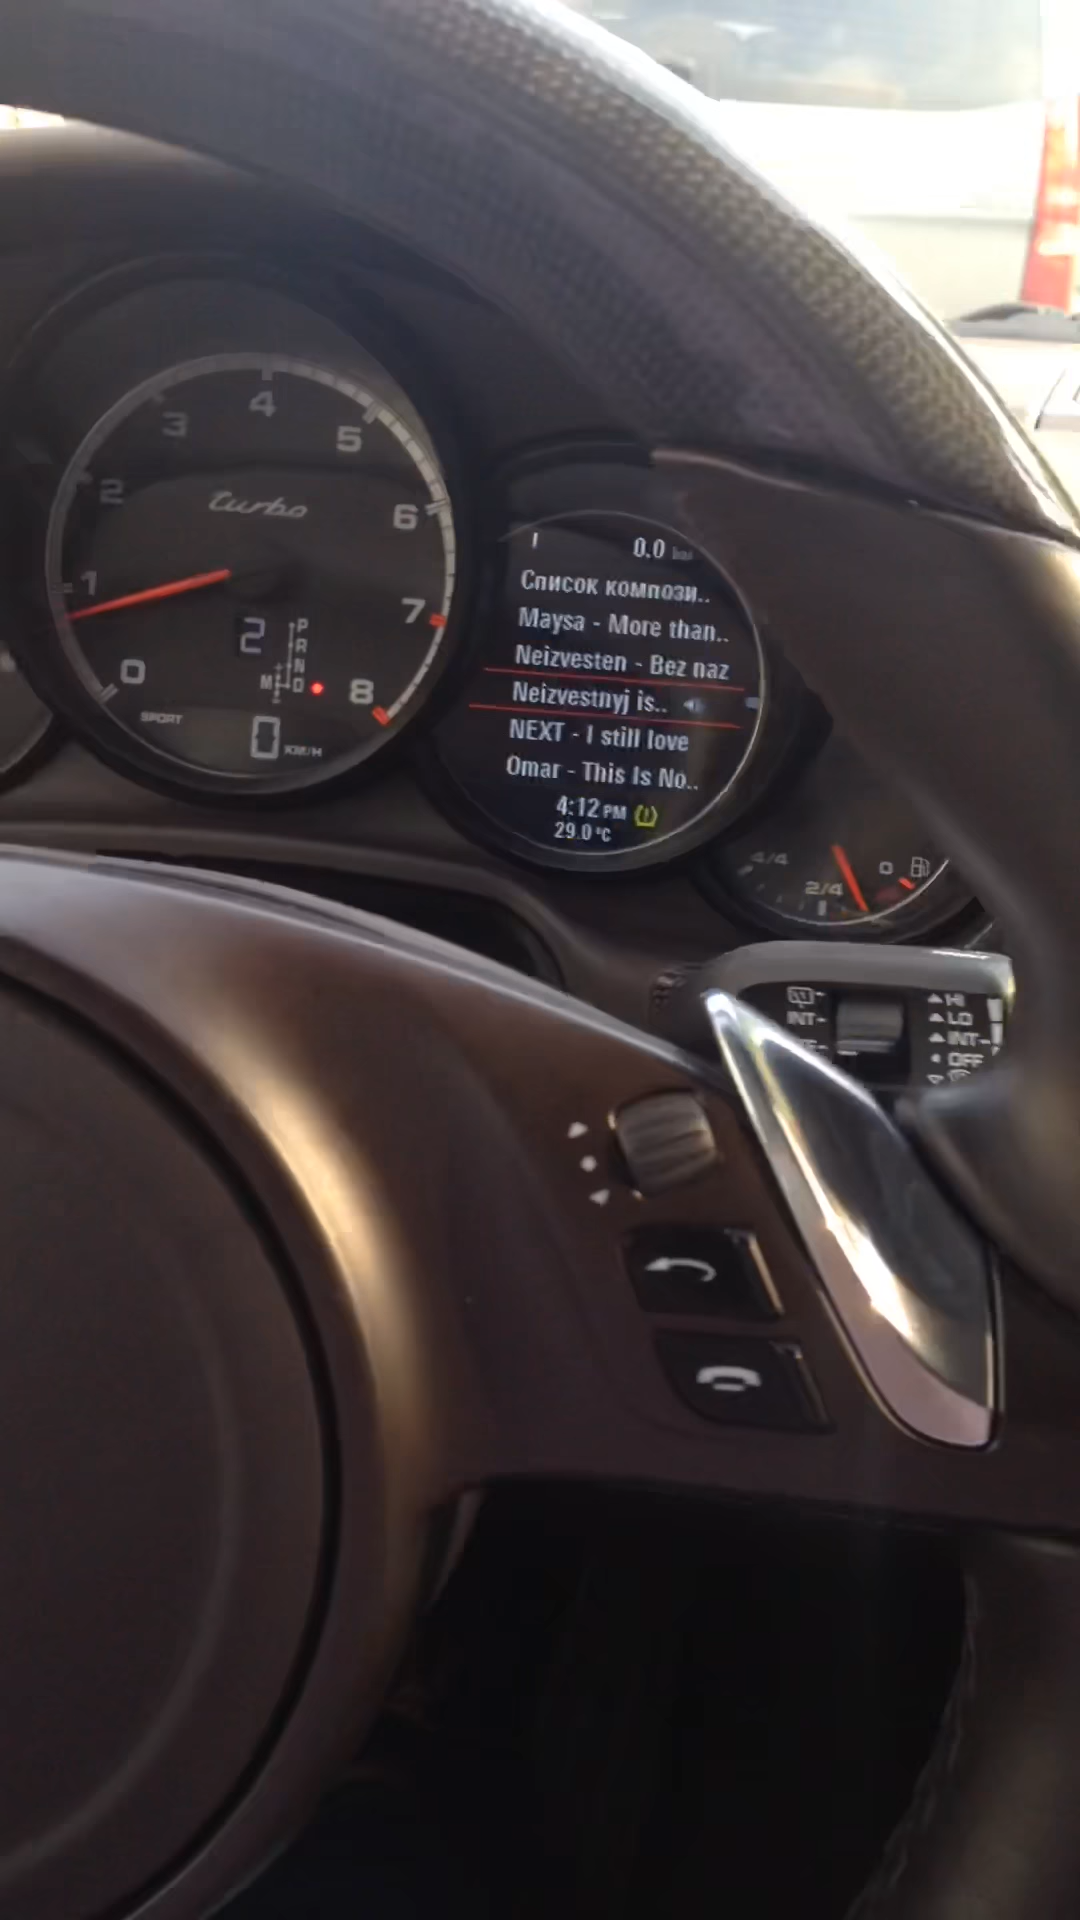 4
3
5
2
turbo
6
1
7
2
P
R
N
M
D
0
8
SPORT
0 KM/H
0.0 bar
Список компози..
Maysa - More than..
Neizvesten - Bez naz
Neizvestnyj is..
NEXT - I still love
Omar - This Is No..
4:12 PM
29.0 °C
4/4
2/4
0
INT
HI
LO
INT
OFF